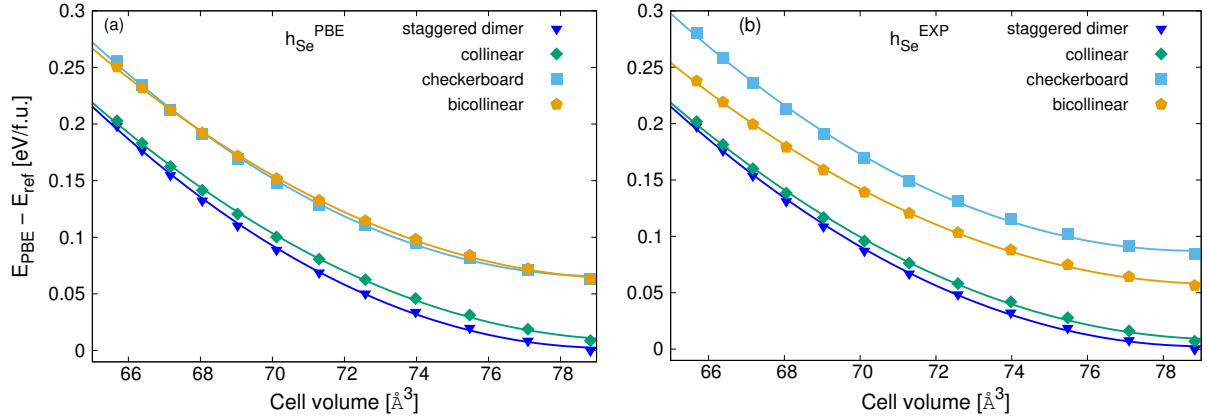 (a)
h_Se^PBE
staggered dimer
collinear
checkerboard
bicollinear
E_PBE − E_ref [eV/f.u.]
0.3
0.25
0.2
0.15
0.1
0.05
0
66 68 70 72 74 76 78
Cell volume [Å^3]
(b)
h_Se^EXP
staggered dimer
collinear
checkerboard
bicollinear
0.3
0.25
0.2
0.15
0.1
0.05
0
66 68 70 72 74 76 78
Cell volume [Å^3]